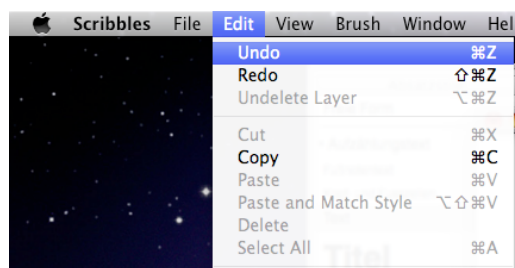 Scribbles File Edit View Brush Window Hel
Undo ⌘Z
Redo ⇧⌘Z
Undelete Layer ⌥⌘Z
Cut ⌘X
Copy ⌘C
Paste ⌘V
Paste and Match Style ⌥⇧⌘V
Delete
Select All ⌘A
Titel